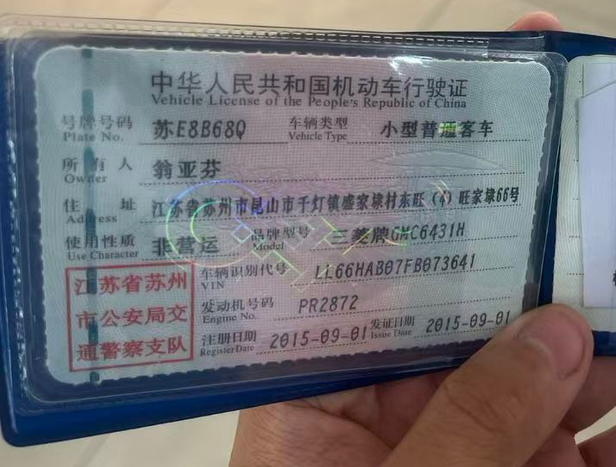 中华人民共和国机动车行驶证
Vehicle License of the People's Republic of China
号牌号码 苏E8B68Q 车辆类型 小型普通客车
Plate No. Vehicle Type
所有人 翁亚芬
Owner
住址 江苏省苏州市昆山市千灯镇盛家埭村东旺(4)旺家埭66号
Address
使用性质 非营运 品牌型号 三菱牌GMC6431H
Use Character Model
江苏省苏州
市公安局交
通警察支队
车辆识别代号 LL66HAB07FB073641
VIN
发动机号码 PR2872
Engine No.
注册日期 2015-09-01 发证日期 2015-09-01
Register Date Issue Date